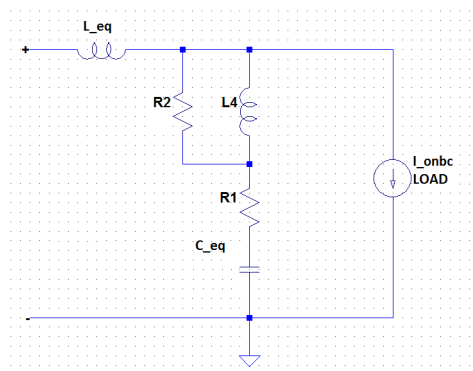 L_eq
+
R2
L4
I_onbc
LOAD
R1
C_eq
-